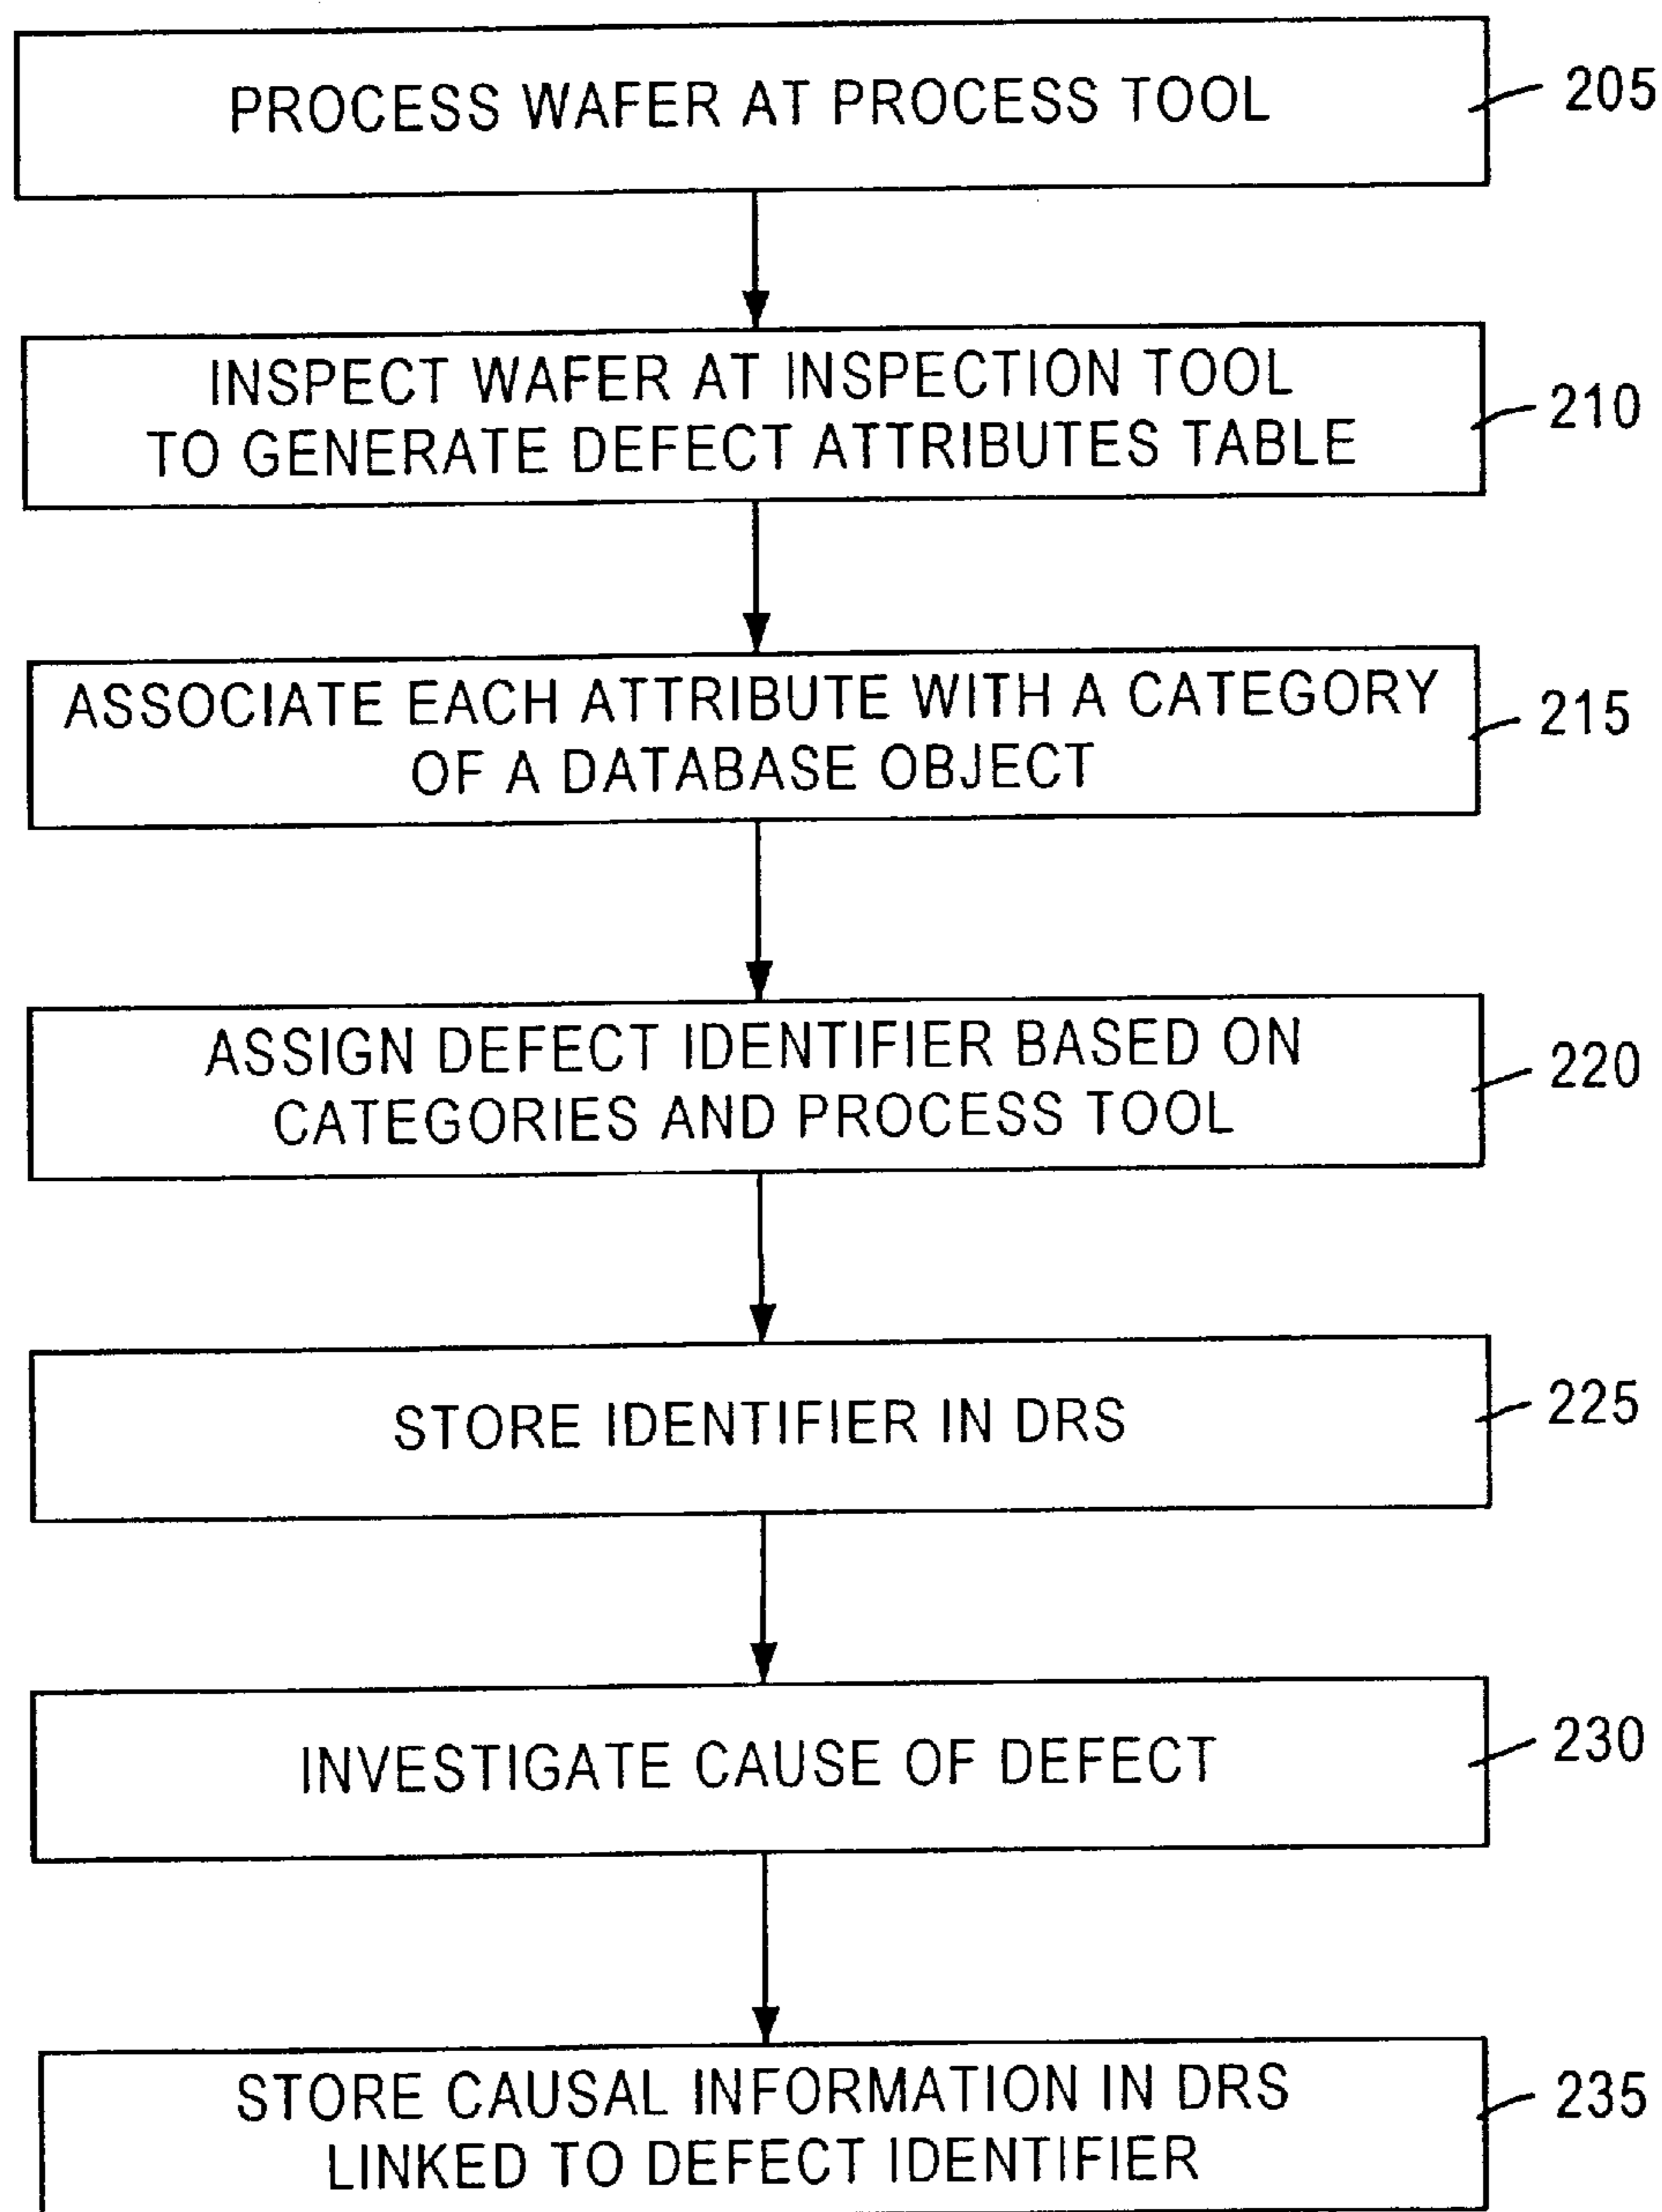 PROCESS WAFER AT PROCESS TOOL
205
INSPECT WAFER AT INSPECTION TOOL
TO GENERATE DEFECT ATTRIBUTES TABLE
210
ASSOCIATE EACH ATTRIBUTE WITH A CATEGORY
OF A DATABASE OBJECT
215
ASSIGN DEFECT IDENTIFIER BASED ON
CATEGORIES AND PROCESS TOOL
220
STORE IDENTIFIER IN DRS
225
INVESTIGATE CAUSE OF DEFECT
230
STORE CAUSAL INFORMATION IN DRS
LINKED TO DEFECT IDENTIFIER
235